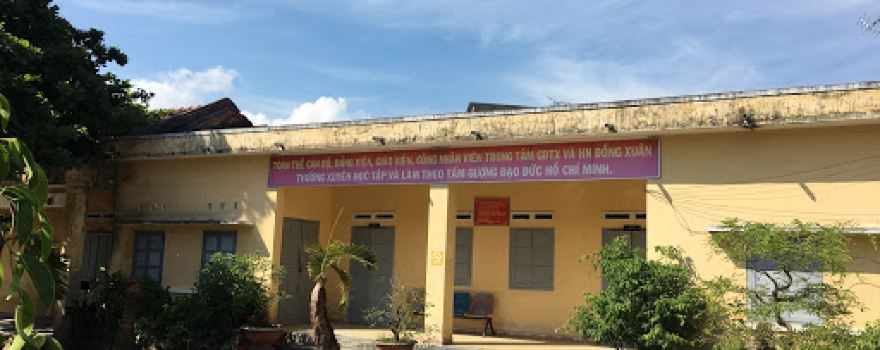 TOÀN THỂ CÁN BỘ, ĐẢNG VIÊN, GIÁO VIÊN, CÔNG NHÂN VIÊN TRUNG TÂM GDTX VÀ HN ĐỒNG XUÂN
THƯỜNG XUYÊN HỌC TẬP VÀ LÀM THEO TẤM GƯƠNG ĐẠO ĐỨC HỒ CHÍ MINH.